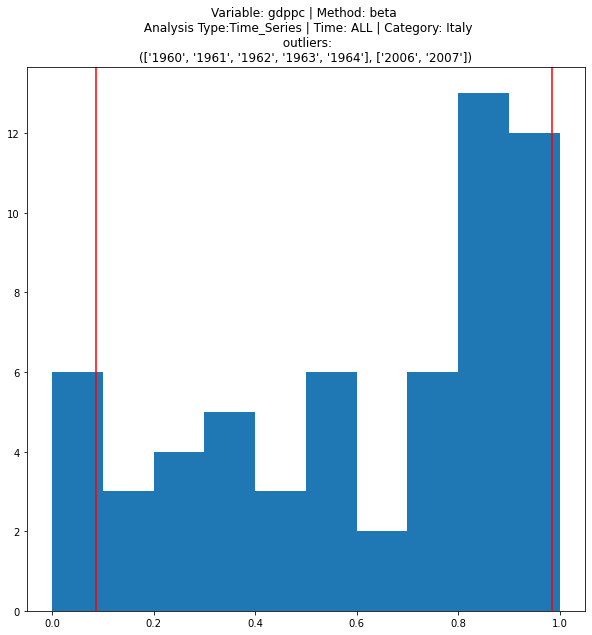 Variable: gdppc | Method: beta
Analysis Type:Time_Series | Time: ALL | Category: Italy
outliers:
(['1960', '1961', '1962', '1963', '1964'], ['2006', '2007'])
12
10
8
6
4
2
0
0.0 0.2 0.4 0.6 0.8 1.0